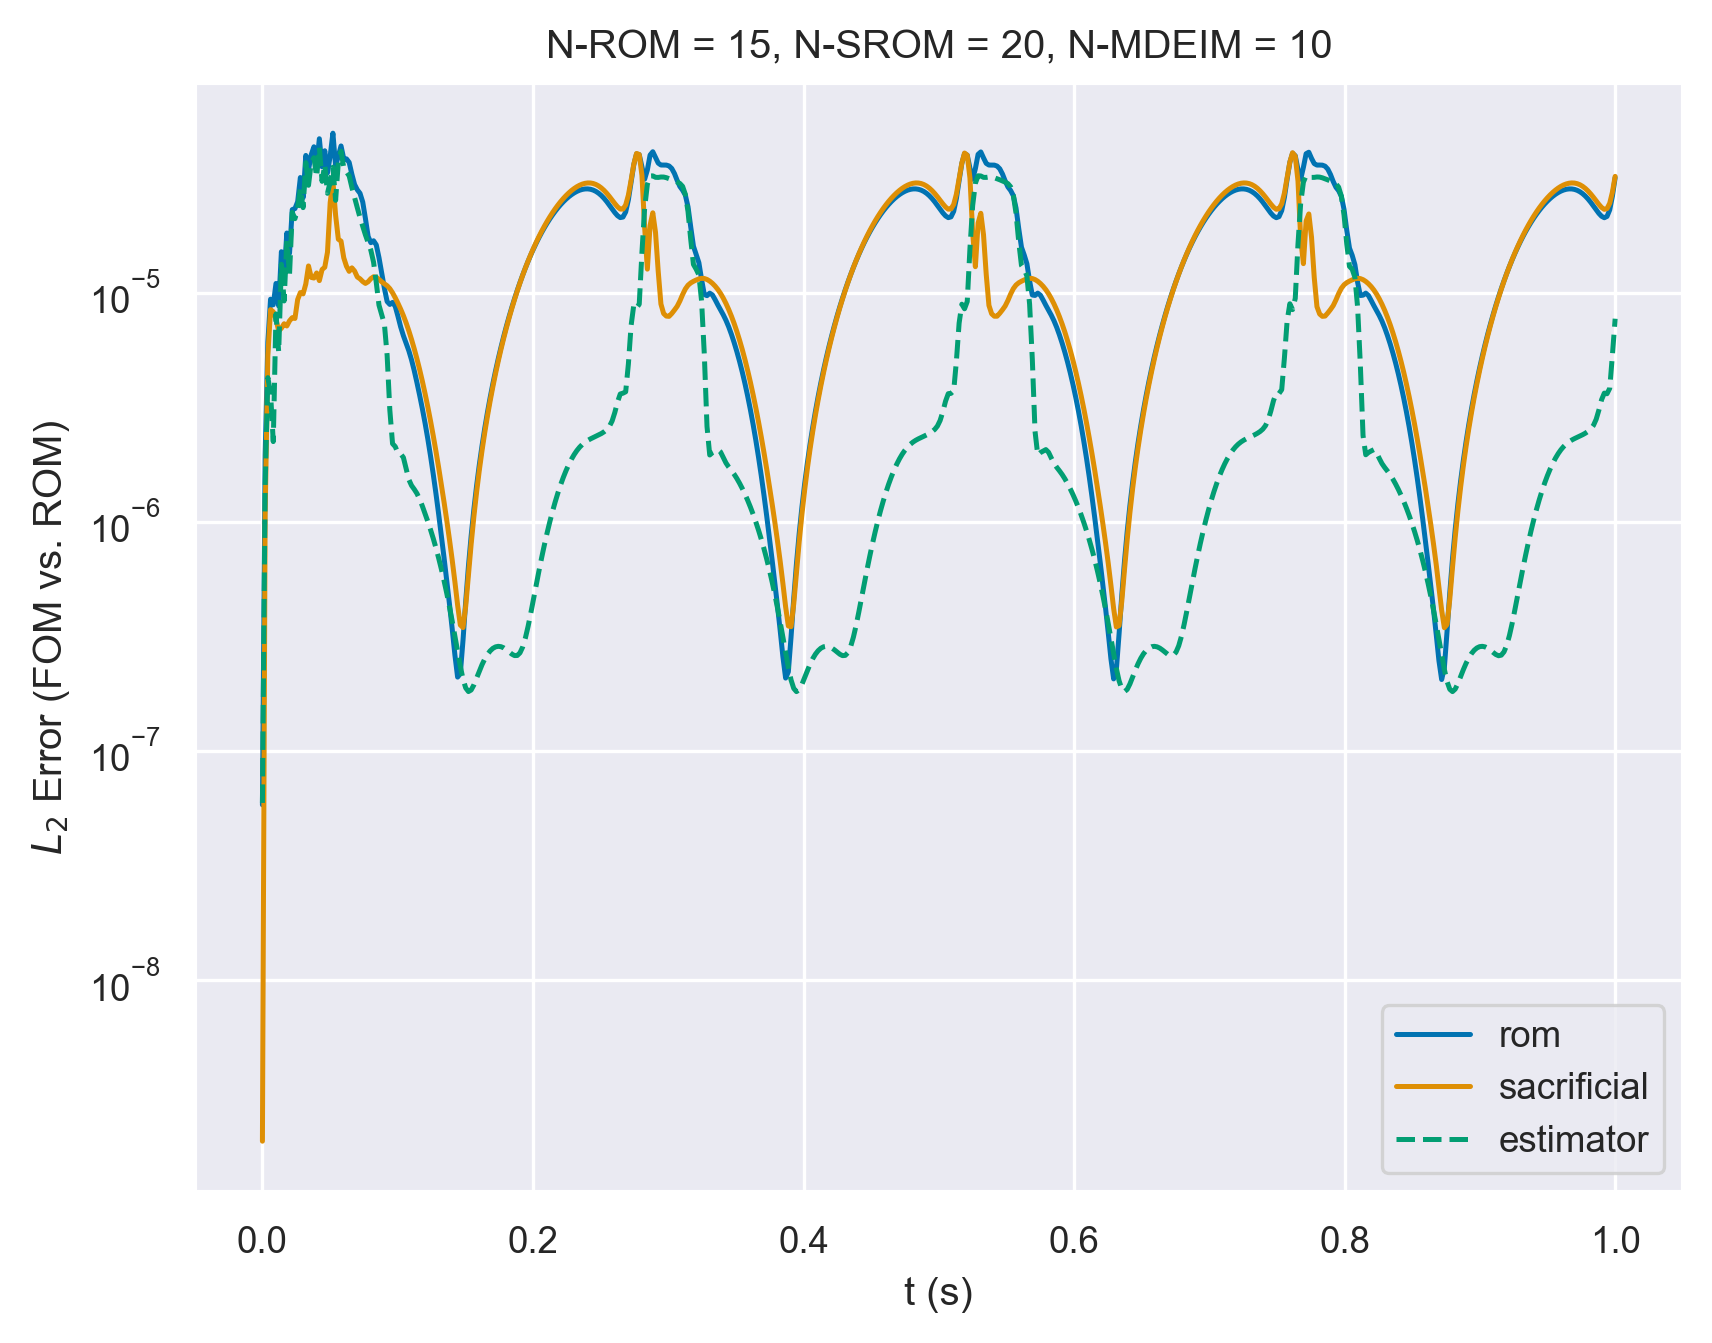 N-ROM = 15, N-SROM = 20, N-MDEIM = 10
L₂ Error (FOM vs. ROM)
10⁻⁵
10⁻⁶
10⁻⁷
10⁻⁸
rom
sacrificial
estimator
0.0 0.2 0.4 0.6 0.8 1.0
t (s)